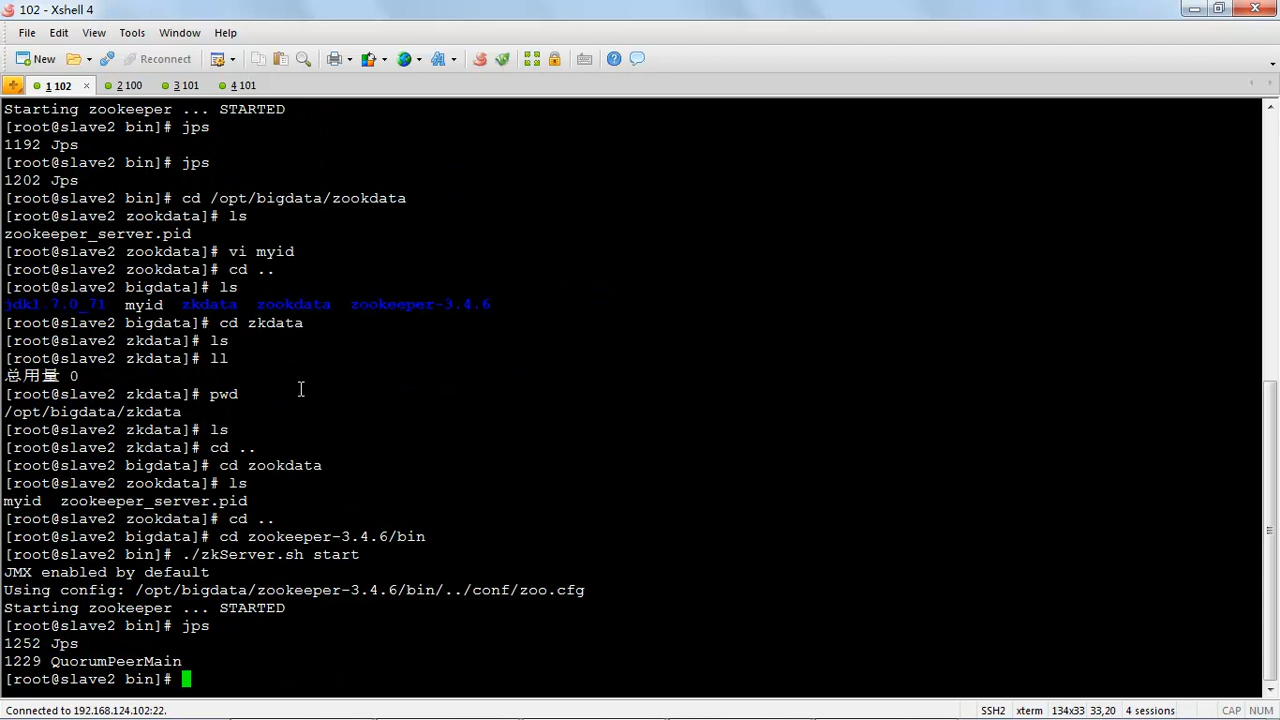 102 - Xshell 4
File Edit View Tools Window Help
New Reconnect
1 102 2 100 3 101 4 101
Starting zookeeper ... STARTED
[root@slave2 bin]# jps
1192 Jps
[root@slave2 bin]# jps
1202 Jps
[root@slave2 bin]# cd /opt/bigdata/zookdata
[root@slave2 zookdata]# ls
zookeeper_server.pid
[root@slave2 zookdata]# vi myid
[root@slave2 zookdata]# cd ..
[root@slave2 bigdata]# ls
jdk1.7.0_71 myid zkdata zookdata zookeeper-3.4.6
[root@slave2 bigdata]# cd zkdata
[root@slave2 zkdata]# ls
[root@slave2 zkdata]# ll
总用量 0
[root@slave2 zkdata]# pwd
/opt/bigdata/zkdata
[root@slave2 zkdata]# ls
[root@slave2 zkdata]# cd ..
[root@slave2 bigdata]# cd zookdata
[root@slave2 zookdata]# ls
myid zookeeper_server.pid
[root@slave2 zookdata]# cd ..
[root@slave2 bigdata]# cd zookeeper-3.4.6/bin
[root@slave2 bin]# ./zkServer.sh start
JMX enabled by default
Using config: /opt/bigdata/zookeeper-3.4.6/bin/../conf/zoo.cfg
Starting zookeeper ... STARTED
[root@slave2 bin]# jps
1252 Jps
1229 QuorumPeerMain
[root@slave2 bin]#
Connected to 192.168.124.102:22. SSH2 xterm 134x33 33,20 4 sessions CAP NUM